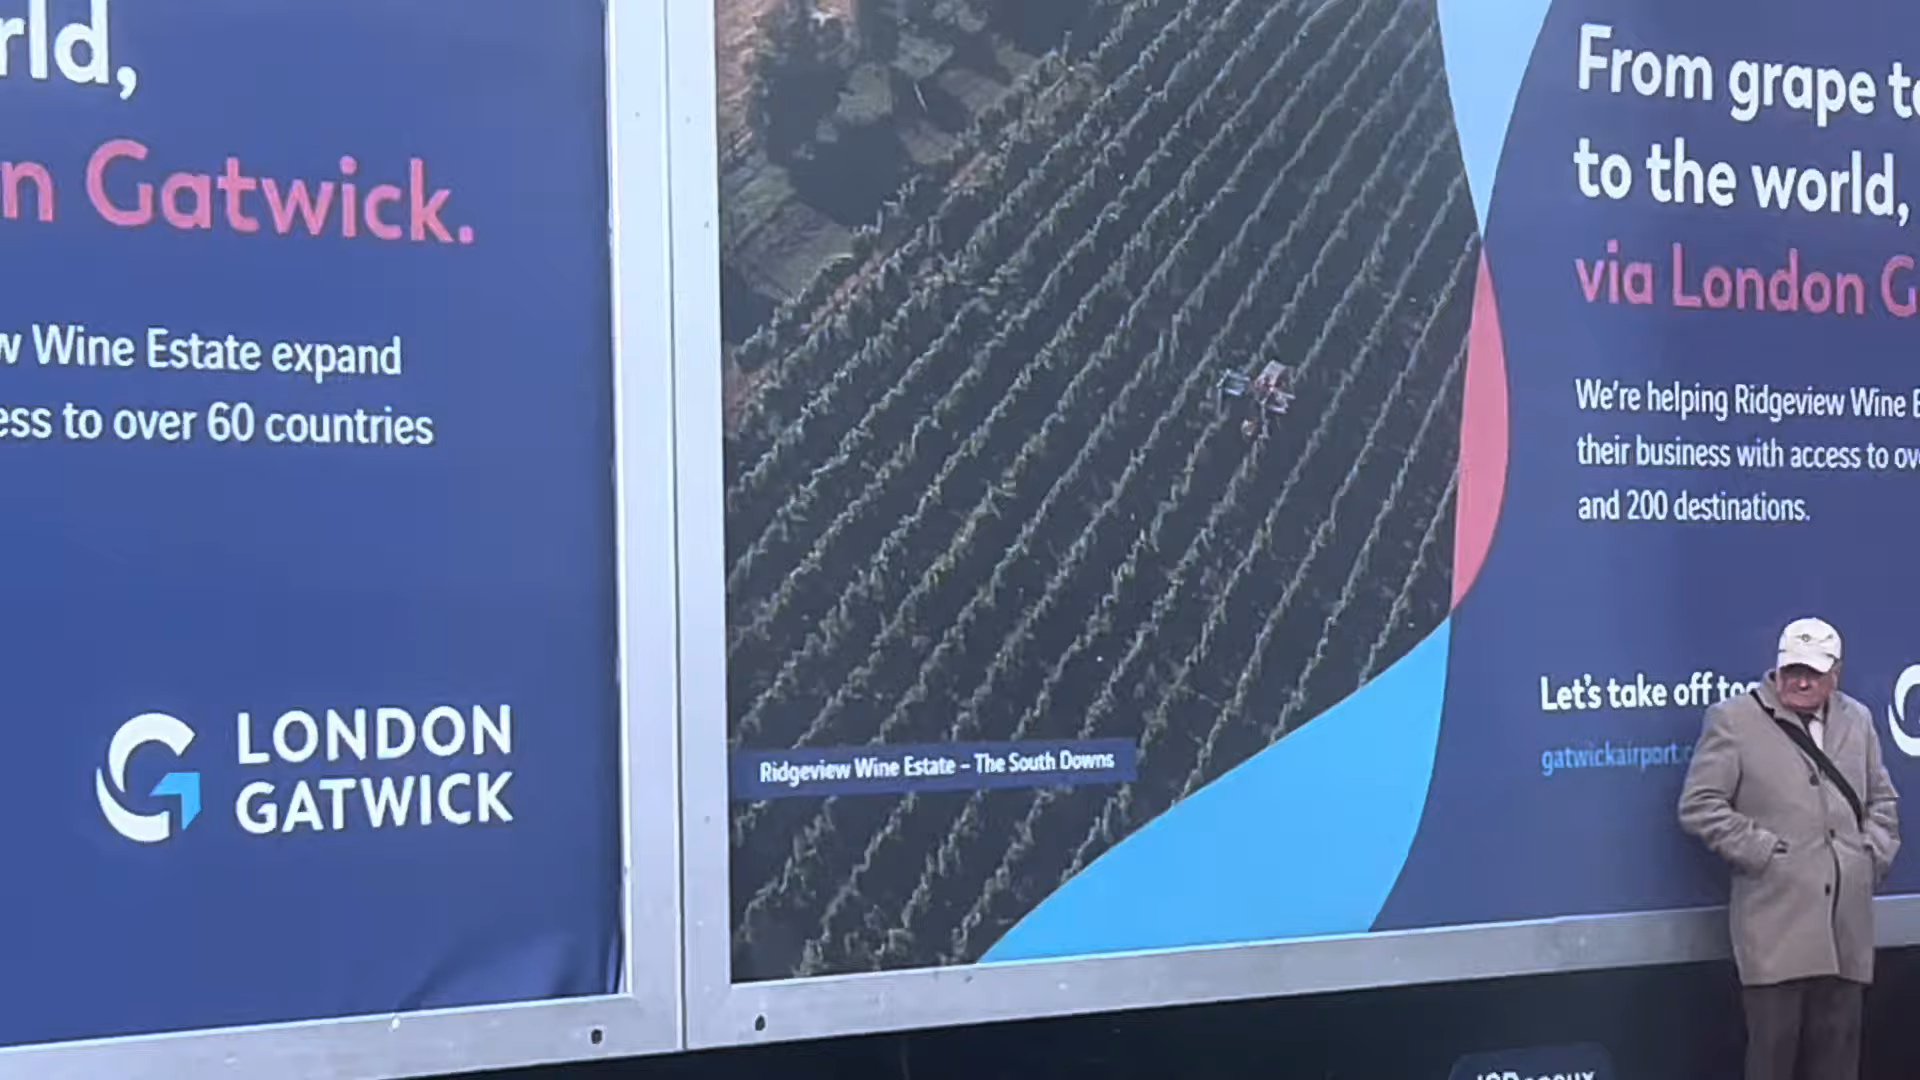 rld,
n Gatwick.
w Wine Estate expand
ess to over 60 countries
LONDON
GATWICK
Ridgeview Wine Estate – The South Downs
From grape to
to the world,
via London G
We're helping Ridgeview Wine E
their business with access to ov
and 200 destinations.
Let's take off to
gatwickairport.c